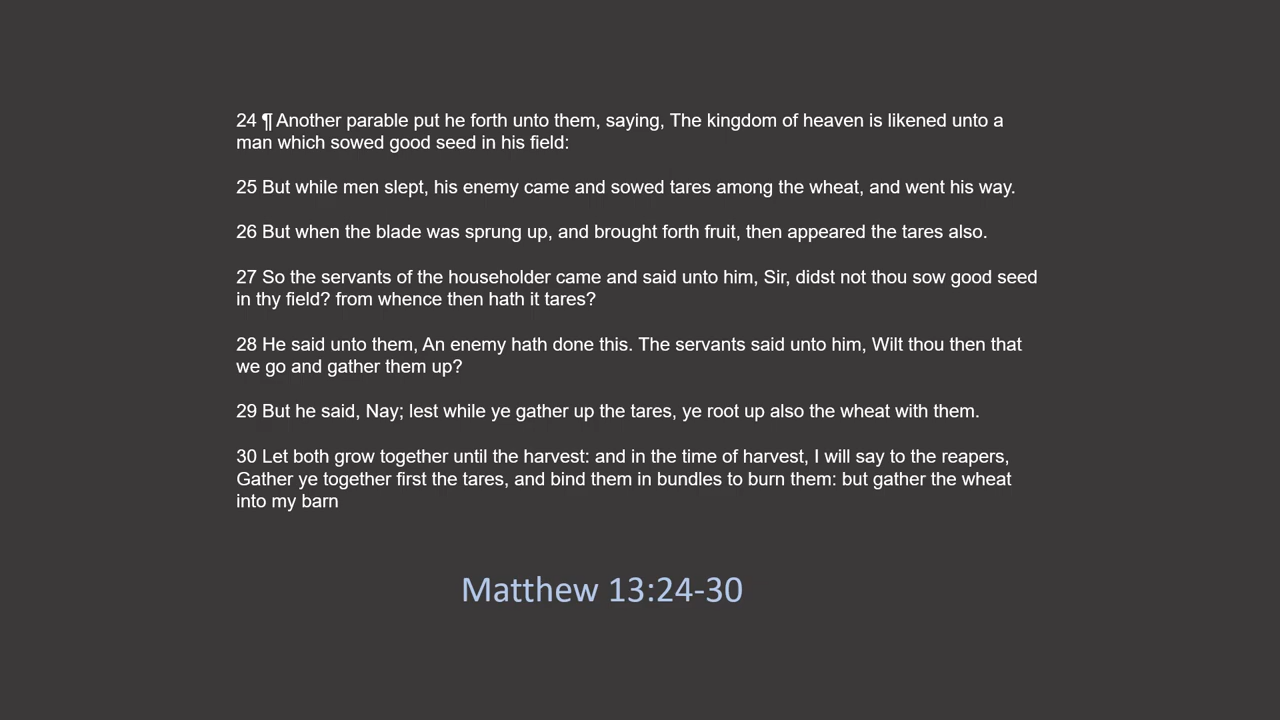 24 ¶ Another parable put he forth unto them, saying, The kingdom of heaven is likened unto a
man which sowed good seed in his field:
25 But while men slept, his enemy came and sowed tares among the wheat, and went his way.
26 But when the blade was sprung up, and brought forth fruit, then appeared the tares also.
27 So the servants of the householder came and said unto him, Sir, didst not thou sow good seed
in thy field? from whence then hath it tares?
28 He said unto them, An enemy hath done this. The servants said unto him, Wilt thou then that
we go and gather them up?
29 But he said, Nay; lest while ye gather up the tares, ye root up also the wheat with them.
30 Let both grow together until the harvest: and in the time of harvest, I will say to the reapers,
Gather ye together first the tares, and bind them in bundles to burn them: but gather the wheat
into my barn
Matthew 13:24-30